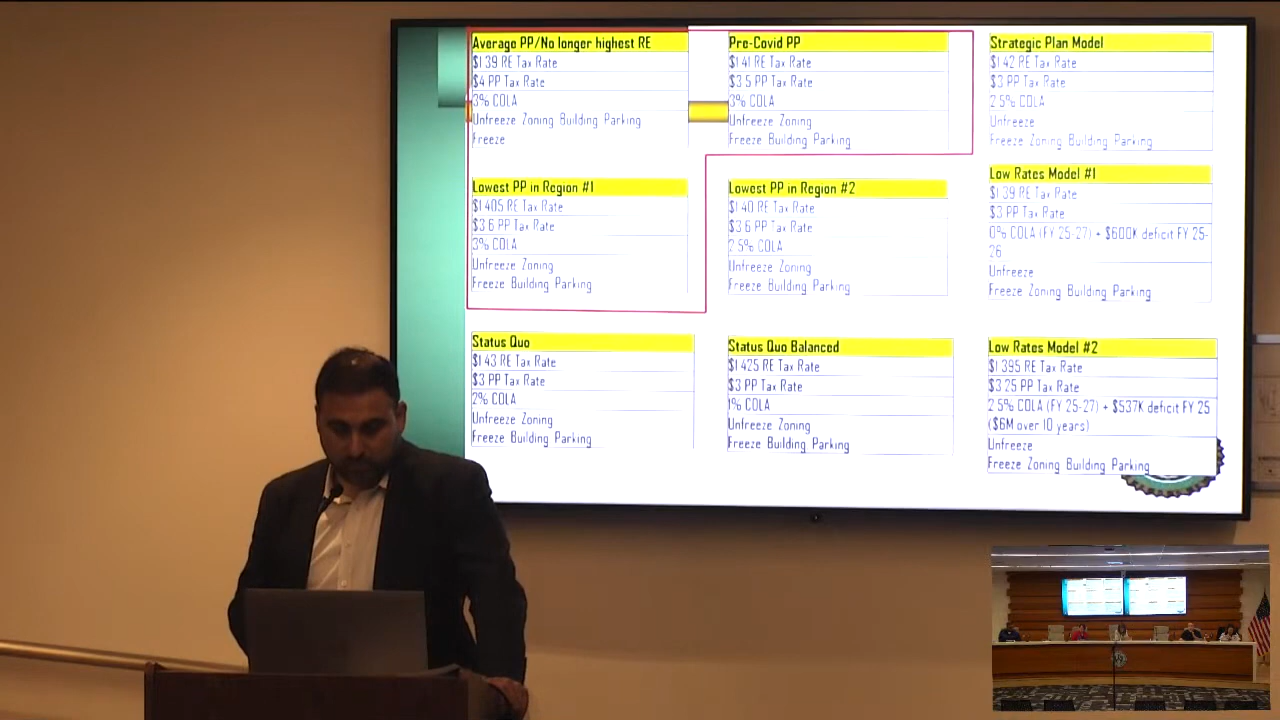 Average PP/No longer highest RE
$1.39 RE Tax Rate
$4 PP Tax Rate
3% COLA
Unfreeze Zoning Building Parking
Freeze
Pre-Covid PP
$1.41 RE Tax Rate
$3.5 PP Tax Rate
3% COLA
Unfreeze Zoning
Freeze Building Parking
Strategic Plan Model
$1.42 RE Tax Rate
$3 PP Tax Rate
2.5% COLA
Unfreeze
Freeze Zoning Building Parking
Lowest PP in Region #1
$1.405 RE Tax Rate
$3.6 PP Tax Rate
3% COLA
Unfreeze Zoning
Freeze Building Parking
Lowest PP in Region #2
$1.40 RE Tax Rate
$3.6 PP Tax Rate
2.5% COLA
Unfreeze Zoning
Freeze Building Parking
Low Rates Model #1
$1.39 RE Tax Rate
$3 PP Tax Rate
0% COLA (FY 25-27) + $600K deficit FY 25-
26
Unfreeze
Freeze Zoning Building Parking
Status Quo
$1.43 RE Tax Rate
$3 PP Tax Rate
2% COLA
Unfreeze Zoning
Freeze Building Parking
Status Quo Balanced
$1.425 RE Tax Rate
$3 PP Tax Rate
1% COLA
Unfreeze Zoning
Freeze Building Parking
Low Rates Model #2
$1.395 RE Tax Rate
$3.25 PP Tax Rate
2.5% COLA (FY 25-27) + $537K deficit FY 25
($6M over 10 years)
Unfreeze
Freeze Zoning Building Parking